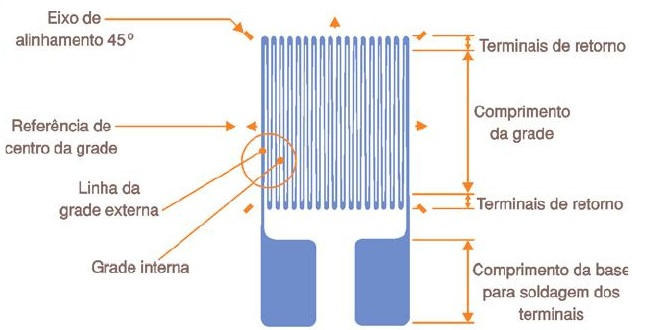 Eixo de
alinhamento 45º
Terminais de retorno
Comprimento
da grade
Referência de
centro da grade
Linha da
grade externa
Terminais de retorno
Grade interna
Comprimento da base
para soldagem dos
terminais